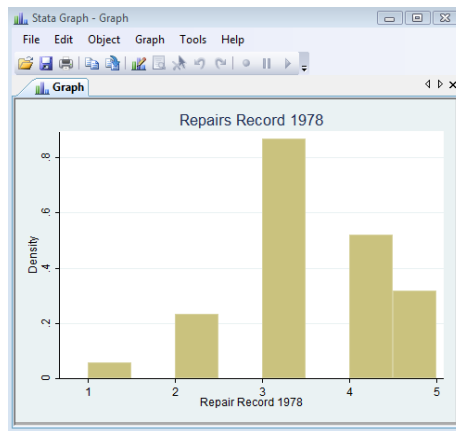 Stata Graph - Graph
File Edit Object Graph Tools Help
Graph
Repairs Record 1978
Density
.8
.6
.4
.2
0
1 2 3 4 5
Repair Record 1978